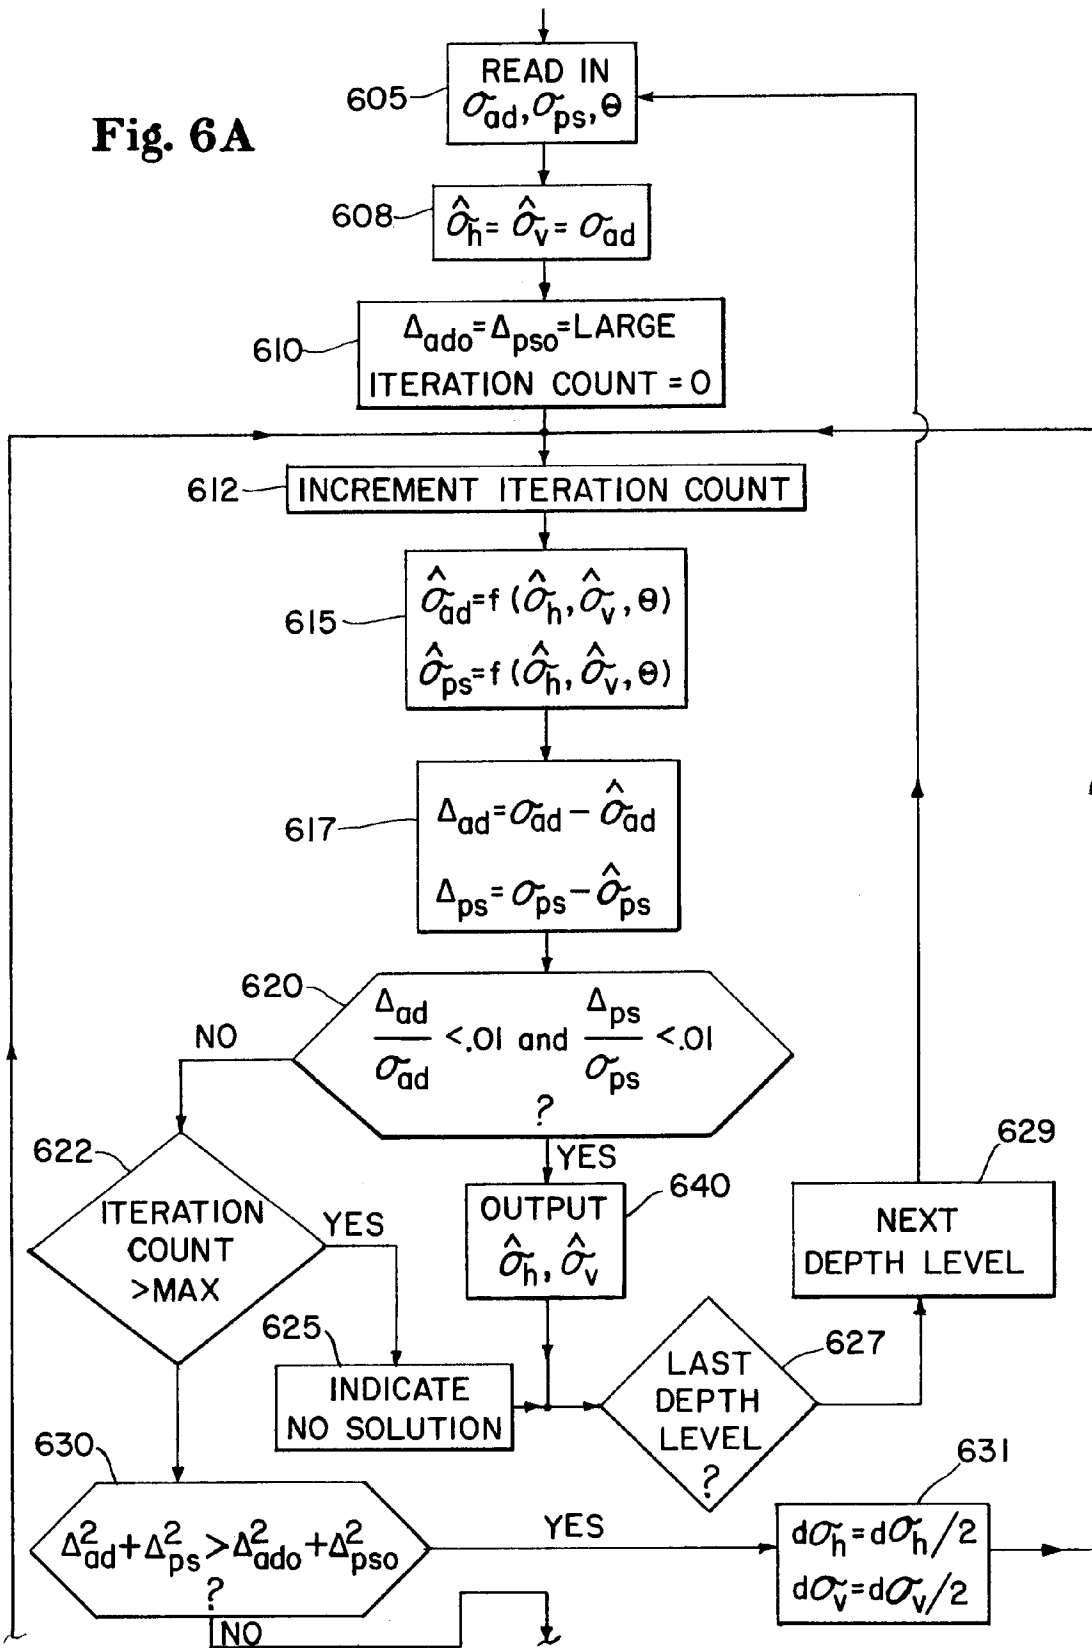 Fig. 6A
605
READ IN
σad, σps, Θ
608
σ̂h = σ̂v = σad
610
Δado = Δpso = LARGE
ITERATION COUNT = 0
612
INCREMENT ITERATION COUNT
615
σ̂ad = f (σ̂h, σ̂v, Θ)
σ̂ps = f (σ̂h, σ̂v, Θ)
617
Δad = σad − σ̂ad
Δps = σps − σ̂ps
620
Δad/σad <.01 and Δps/σps <.01
?
NO
YES
622
ITERATION
COUNT
>MAX
YES
640
OUTPUT
σ̂h, σ̂v
629
NEXT
DEPTH LEVEL
625
INDICATE
NO SOLUTION
627
LAST
DEPTH
LEVEL
?
630
Δ²ad + Δ²ps > Δ²ado + Δ²pso
?
YES
NO
631
dσh = dσh/2
dσv = dσv/2